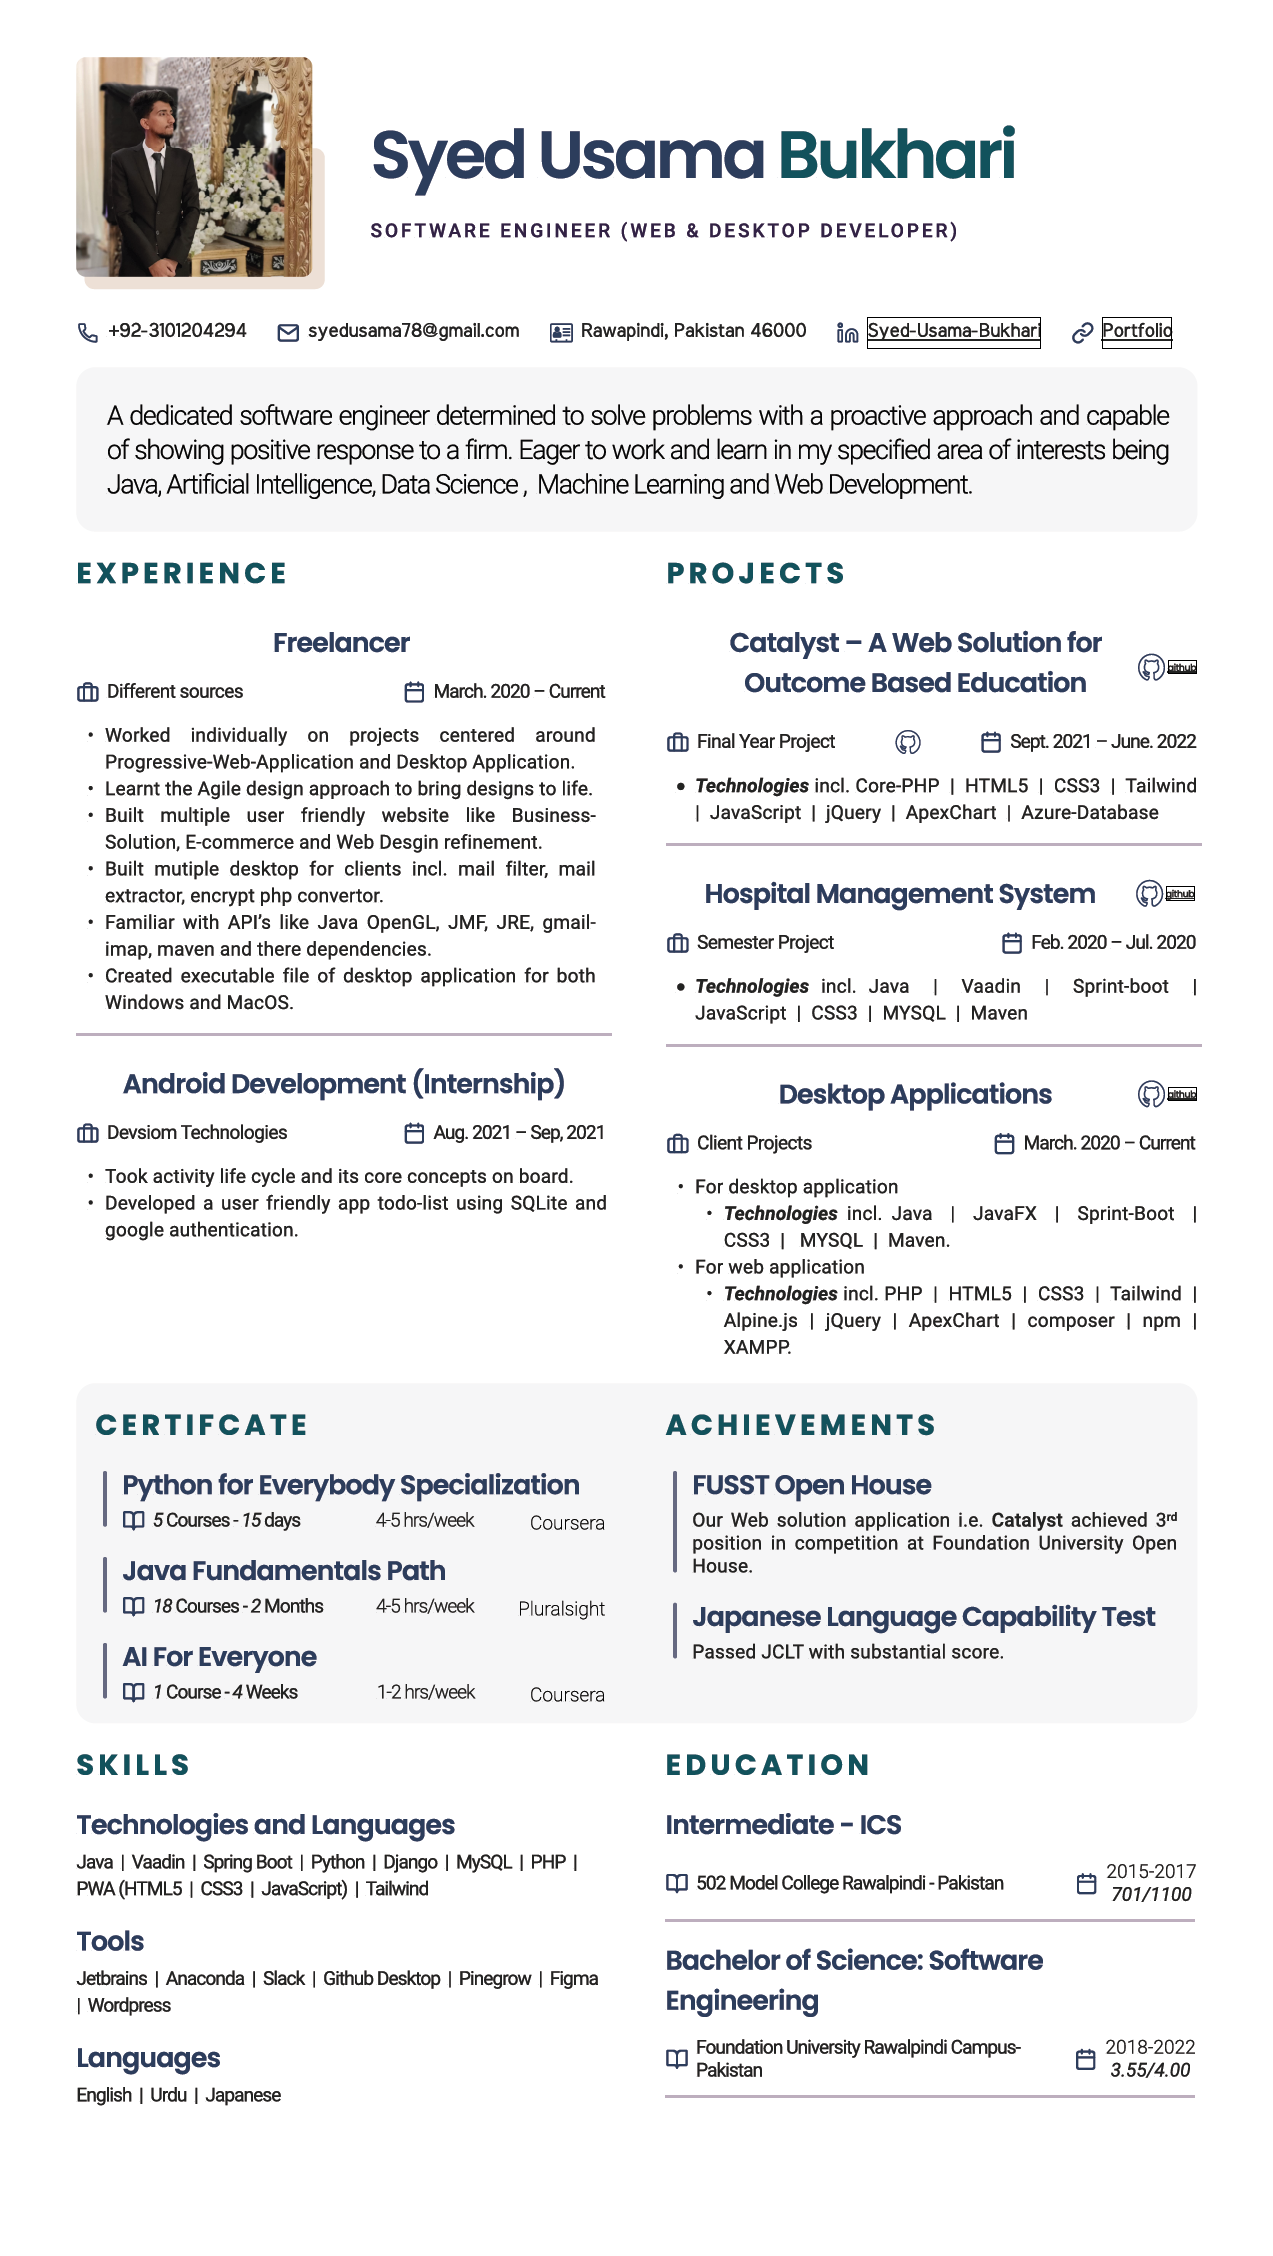 Syed Usama Bukhari
SOFTWARE ENGINEER (WEB & DESKTOP DEVELOPER)
+92-3101204294 syedusama78@gmail.com Rawapindi, Pakistan 46000 Syed-Usama-Bukhari Portfolio
A dedicated software engineer determined to solve problems with a proactive approach and capable
of showing positive response to a firm. Eager to work and learn in my specified area of interests being
Java, Artificial Intelligence, Data Science , Machine Learning and Web Development.
EXPERIENCE
Freelancer
Different sources March. 2020 – Current
• Worked individually on projects centered around
Progressive-Web-Application and Desktop Application.
• Learnt the Agile design approach to bring designs to life.
• Built multiple user friendly website like Business-
Solution, E-commerce and Web Desgin refinement.
• Built mutiple desktop for clients incl. mail filter, mail
extractor, encrypt php convertor.
• Familiar with API’s like Java OpenGL, JMF, JRE, gmail-
imap, maven and there dependencies.
• Created executable file of desktop application for both
Windows and MacOS.
Android Development (Internship)
Devsiom Technologies Aug. 2021 – Sep, 2021
• Took activity life cycle and its core concepts on board.
• Developed a user friendly app todo-list using SQLite and
google authentication.
PROJECTS
Catalyst – A Web Solution for
Outcome Based Education
github
Final Year Project Sept. 2021 – June. 2022
• Technologies incl. Core-PHP | HTML5 | CSS3 | Tailwind
| JavaScript | jQuery | ApexChart | Azure-Database
Hospital Management System github
Semester Project Feb. 2020 – Jul. 2020
• Technologies incl. Java | Vaadin | Sprint-boot |
JavaScript | CSS3 | MYSQL | Maven
Desktop Applications github
Client Projects March. 2020 – Current
• For desktop application
• Technologies incl. Java | JavaFX | Sprint-Boot |
CSS3 | MYSQL | Maven.
• For web application
• Technologies incl. PHP | HTML5 | CSS3 | Tailwind |
Alpine.js | jQuery | ApexChart | composer | npm |
XAMPP.
CERTIFCATE
Python for Everybody Specialization
5 Courses - 15 days 4-5 hrs/week Coursera
Java Fundamentals Path
18 Courses - 2 Months 4-5 hrs/week Pluralsight
AI For Everyone
1 Course - 4 Weeks 1-2 hrs/week Coursera
ACHIEVEMENTS
FUSST Open House
Our Web solution application i.e. Catalyst achieved 3rd
position in competition at Foundation University Open
House.
Japanese Language Capability Test
Passed JCLT with substantial score.
SKILLS
Technologies and Languages
Java | Vaadin | Spring Boot | Python | Django | MySQL | PHP |
PWA (HTML5 | CSS3 | JavaScript) | Tailwind
Tools
Jetbrains | Anaconda | Slack | Github Desktop | Pinegrow | Figma
| Wordpress
Languages
English | Urdu | Japanese
EDUCATION
Intermediate - ICS
502 Model College Rawalpindi - Pakistan 2015-2017
701/1100
Bachelor of Science: Software
Engineering
Foundation University Rawalpindi Campus- 2018-2022
Pakistan 3.55/4.00